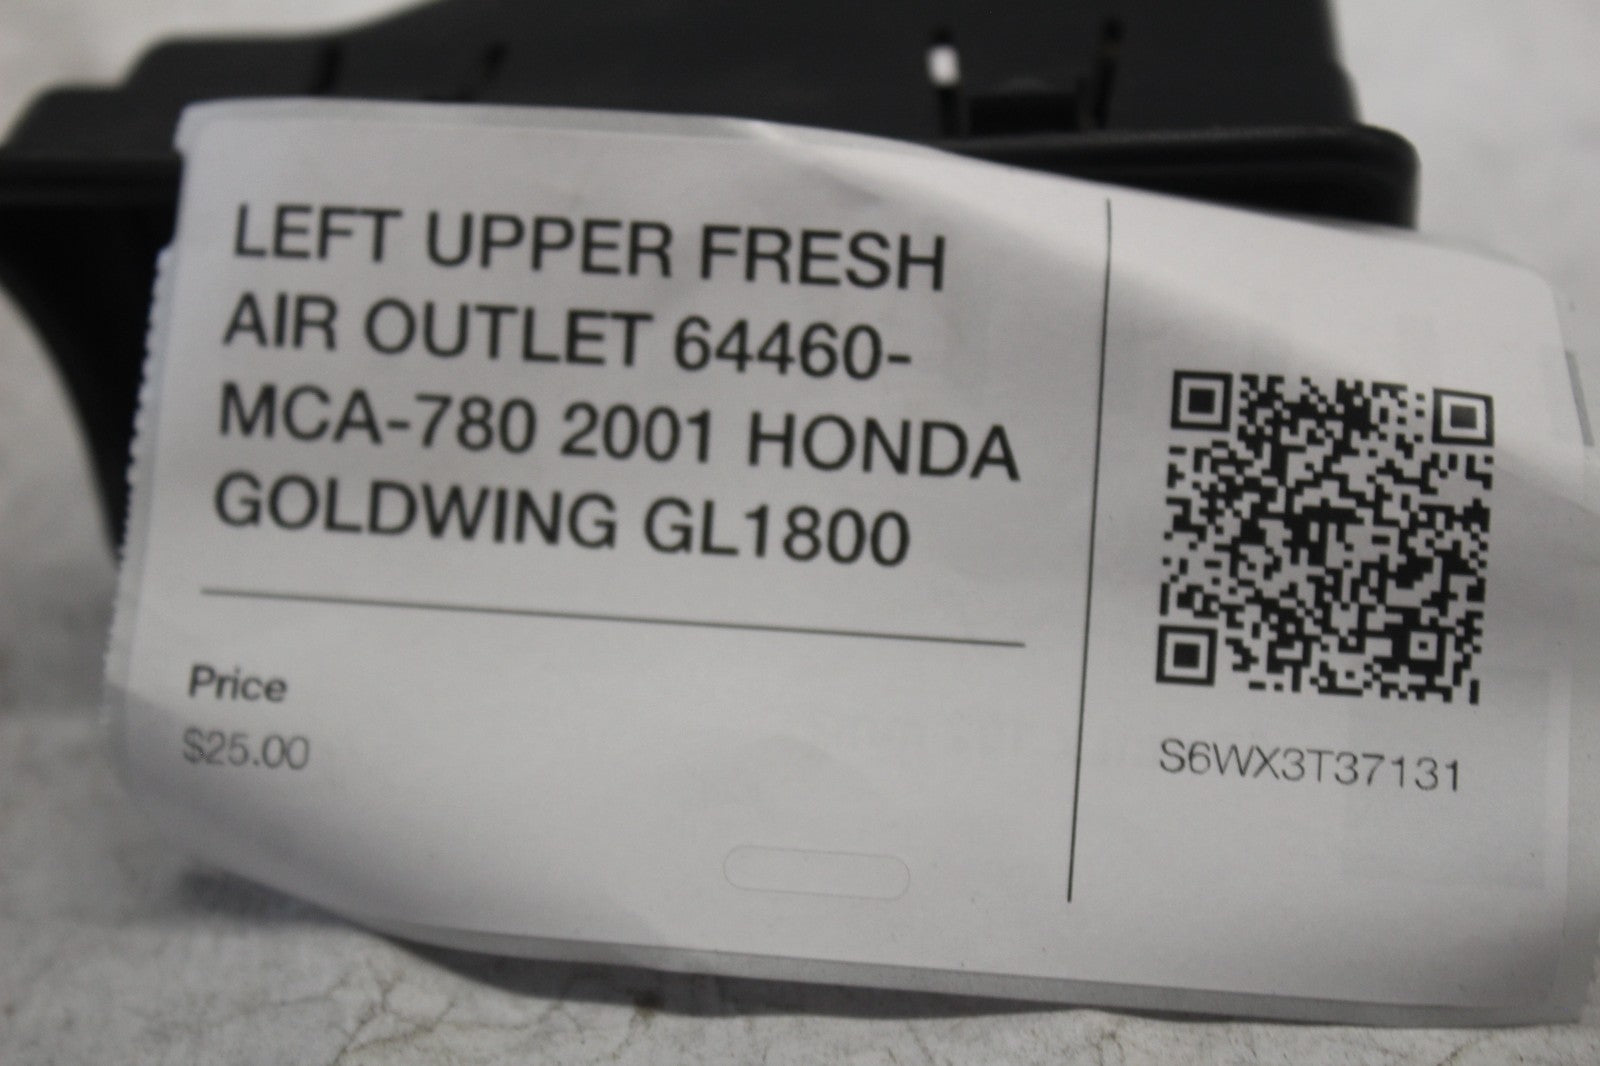 LEFT UPPER FRESH
AIR OUTLET 64460-
MCA-780 2001 HONDA
GOLDWING GL1800
Price
$25.00
S6WX3T37131